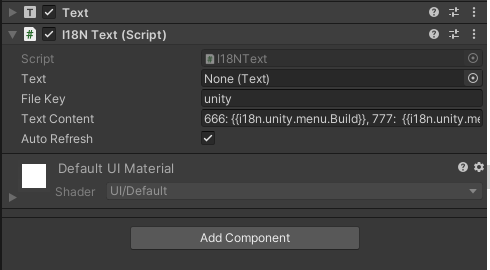 Text
I18N Text (Script)
Script I18NText
Text None (Text)
File Key unity
Text Content 666: {{i18n.unity.menu.Build}}, 777: {{i18n.unity.me
Auto Refresh
Default UI Material
Shader UI/Default
Add Component